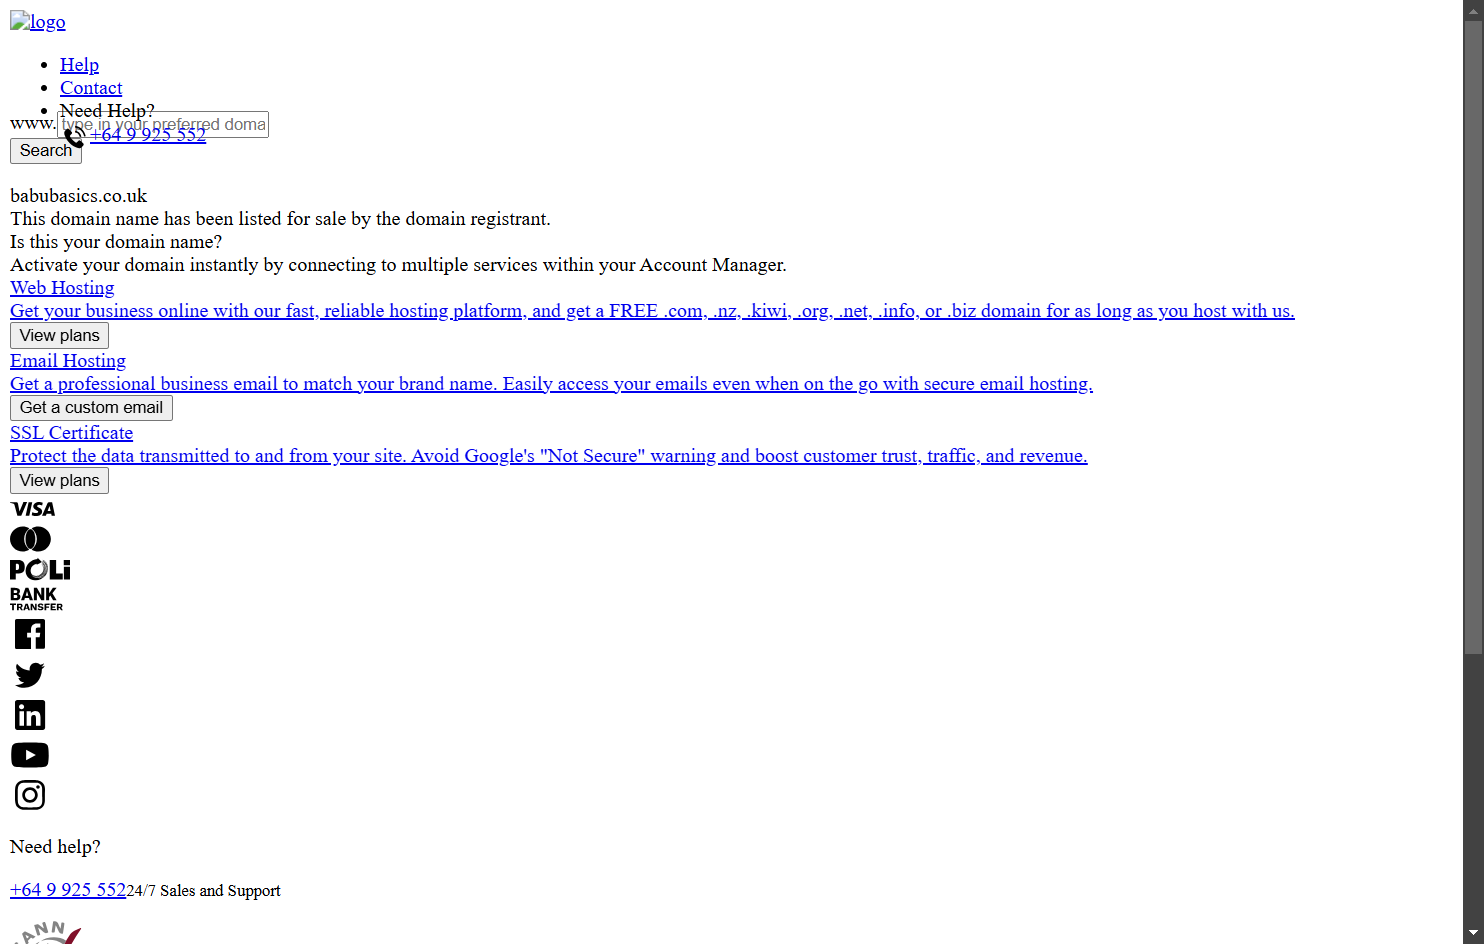 logo
Help
Contact
Need Help?
www. type in your preferred doma
+64 9 925 552
Search
babubasics.co.uk
This domain name has been listed for sale by the domain registrant.
Is this your domain name?
Activate your domain instantly by connecting to multiple services within your Account Manager.
Web Hosting
Get your business online with our fast, reliable hosting platform, and get a FREE .com, .nz, .kiwi, .org, .net, .info, or .biz domain for as long as you host with us.
View plans
Email Hosting
Get a professional business email to match your brand name. Easily access your emails even when on the go with secure email hosting.
Get a custom email
SSL Certificate
Protect the data transmitted to and from your site. Avoid Google's "Not Secure" warning and boost customer trust, traffic, and revenue.
View plans
VISA
POLi
BANK
TRANSFER
Need help?
+64 9 925 55224/7 Sales and Support